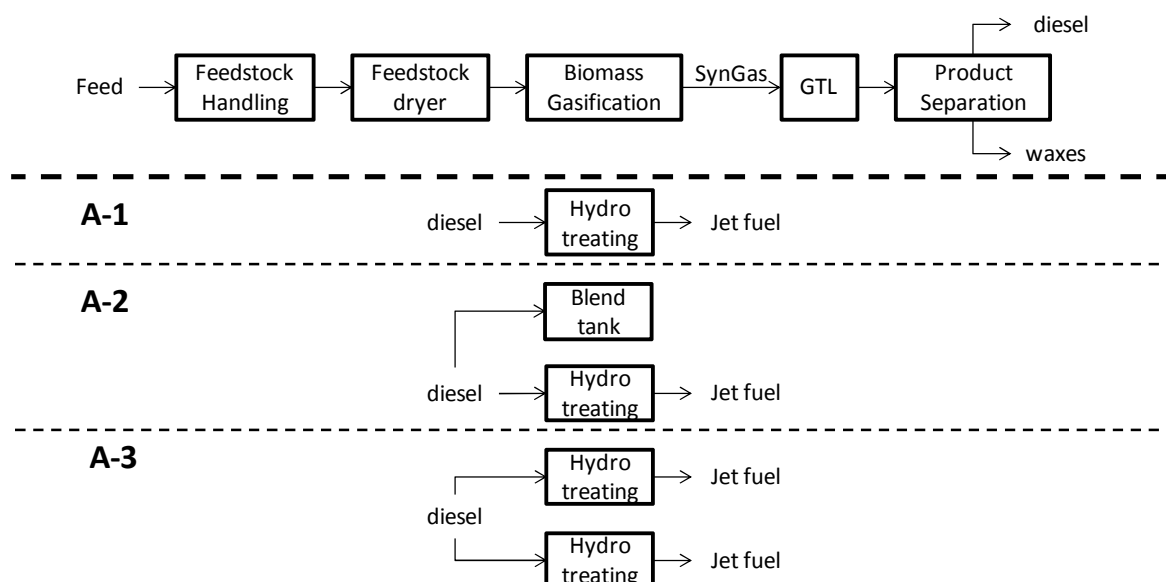 diesel
Feed
Feedstock
Handling
Feedstock
dryer
Biomass
Gasification
SynGas
GTL
Product
Separation
waxes
A-1
diesel
Hydro
treating
Jet fuel
A-2
Blend
tank
diesel
Hydro
treating
Jet fuel
A-3
Hydro
treating
Jet fuel
diesel
Hydro
treating
Jet fuel